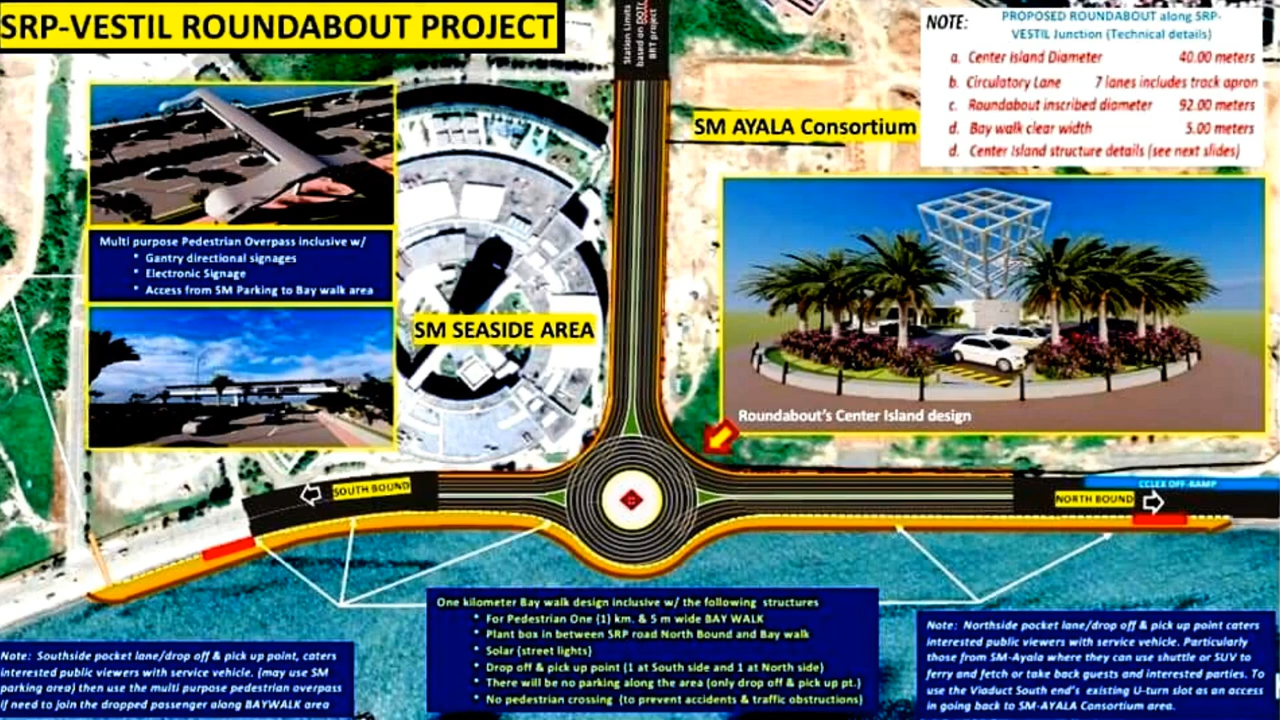 SRP-VESTIL ROUNDABOUT PROJECT
Station Limits
based on DOTC
BRT project
NOTE:
PROPOSED ROUNDABOUT along SRP-
VESTIL Junction (Technical details)
a. Center Island Diameter 40.00 meters
b. Circulatory Lane 7 lanes includes track apron
c. Roundabout inscribed diameter 92.00 meters
d. Bay walk clear width 5.00 meters
d. Center Island structure details (see next slides)
SM AYALA Consortium
Multi purpose Pedestrian Overpass inclusive w/
* Gantry directional signages
* Electronic Signage
* Access from SM Parking to Bay walk area
SM SEASIDE AREA
Roundabout's Center Island design
SOUTH BOUND
NORTH BOUND
CCLEX OFF-RAMP
One kilometer Bay walk design inclusive w/ the following structures
* For Pedestrian One (1) km. & 5 m wide BAY WALK
* Plant box in between SRP road North Bound and Bay walk
* Solar (street lights)
* Drop off & pick up point (1 at South side and 1 at North side)
* There will be no parking along the area (only drop off & pick up pt.)
* No pedestrian crossing (to prevent accidents & traffic obstructions)
Note: Southside pocket lane/drop off & pick up point, caters
interested public viewers with service vehicle. (may use SM
parking area) then use the multi purpose pedestrian overpass
if need to join the dropped passenger along BAYWALK area
Note: Northside pocket lane/drop off & pick up point caters
interested public viewers with service vehicle. Particularly
those from SM-Ayala where they can use shuttle or SUV to
ferry and fetch or take back guests and interested parties. To
use the Viaduct South end's existing U-turn slot as an access
in going back to SM-AYALA Consortium area.